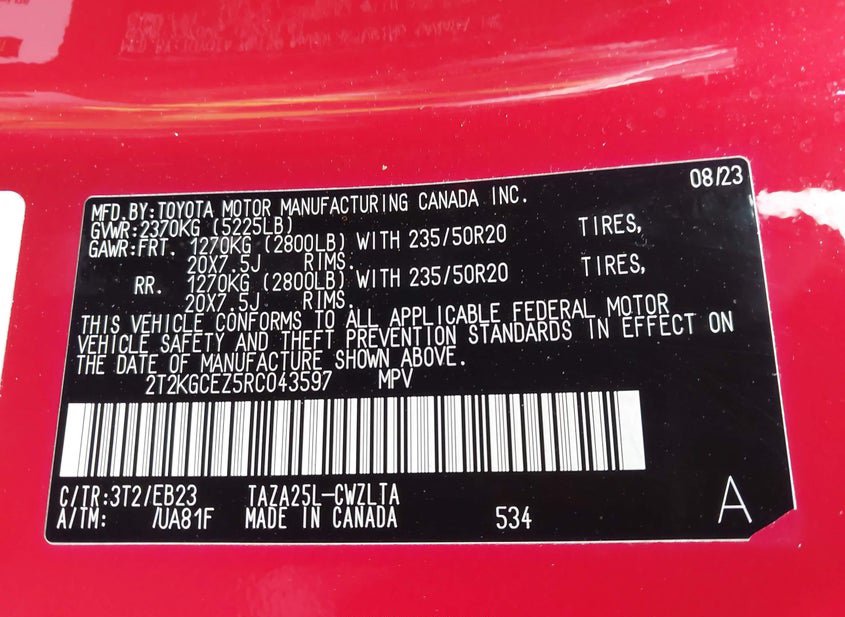 08/23
MFD.BY:TOYOTA MOTOR MANUFACTURING CANADA INC.
GVWR:2370KG (5225LB)
GAWR:FRT. 1270KG (2800LB) WITH 235/50R20 TIRES,
20X7.5J RIMS.
RR. 1270KG (2800LB) WITH 235/50R20 TIRES,
20X7.5J RIMS.
THIS VEHICLE CONFORMS TO ALL APPLICABLE FEDERAL MOTOR
VEHICLE SAFETY AND THEFT PREVENTION STANDARDS IN EFFECT ON
THE DATE OF MANUFACTURE SHOWN ABOVE.
2T2KGCEZ5RC043597 MPV
C/TR:3T2/EB23 TAZA25L-CWZLTA
A/TM: /UA81F MADE IN CANADA 534
A